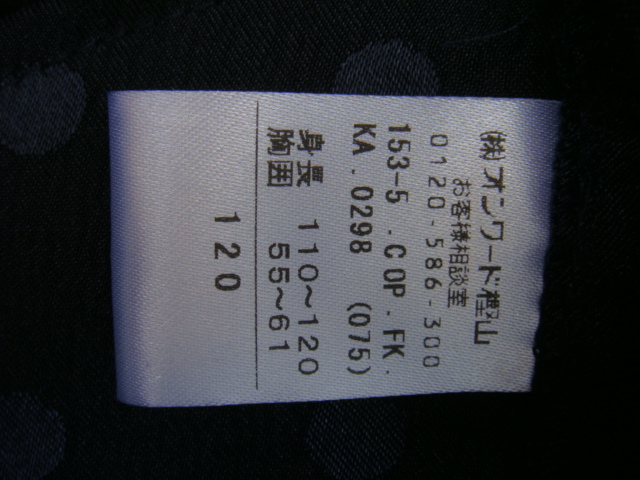 ㈱オンワード樫山
お客様相談室
0120-586-300
153-5.COP.FK.
KA.0298 (075)
身長 110～120
胸囲 55～61
120